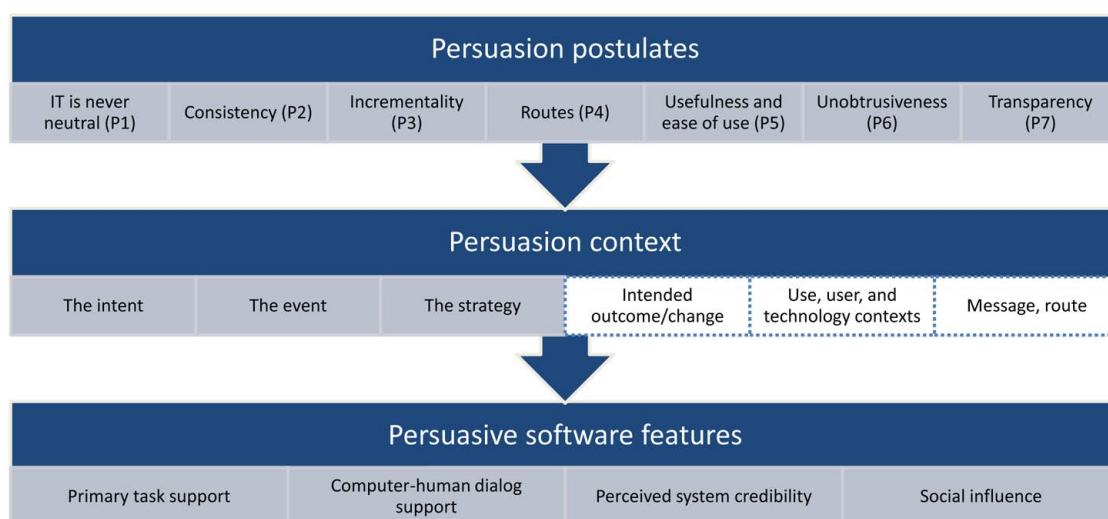 Persuasion postulates
IT is never
neutral (P1)
Consistency (P2)
Incrementality
(P3)
Routes (P4)
Usefulness and
ease of use (P5)
Unobtrusiveness
(P6)
Transparency
(P7)
Persuasion context
The intent
The event
The strategy
Intended
outcome/change
Use, user, and
technology contexts
Message, route
Persuasive software features
Primary task support
Computer-human dialog
support
Perceived system credibility
Social influence